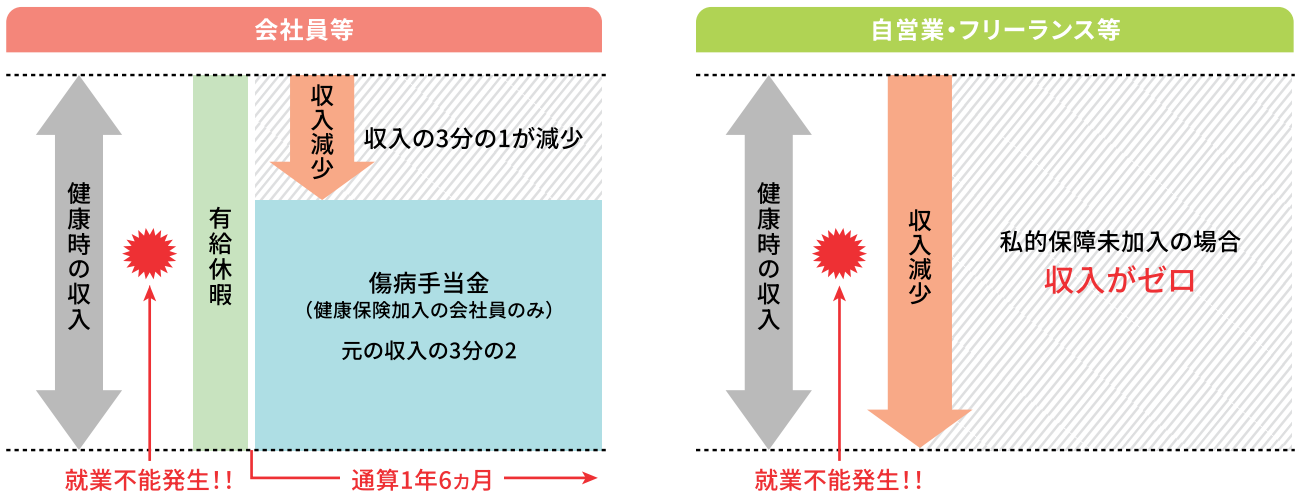 会社員等
健康時の収入
就業不能発生!!
有給休暇
収入減少
収入の3分の1が減少
傷病手当金
（健康保険加入の会社員のみ）
元の収入の3分の2
通算1年6ヵ月
自営業・フリーランス等
健康時の収入
就業不能発生!!
収入減少
私的保障未加入の場合
収入がゼロ